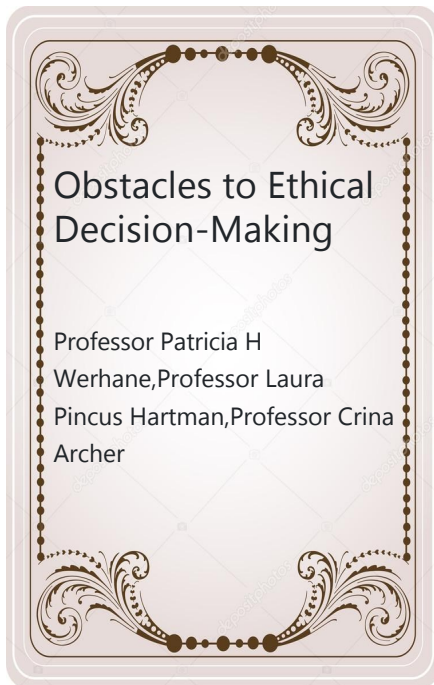 Obstacles to Ethical
Decision-Making
Professor Patricia H
Werhane,Professor Laura
Pincus Hartman,Professor Crina
Archer